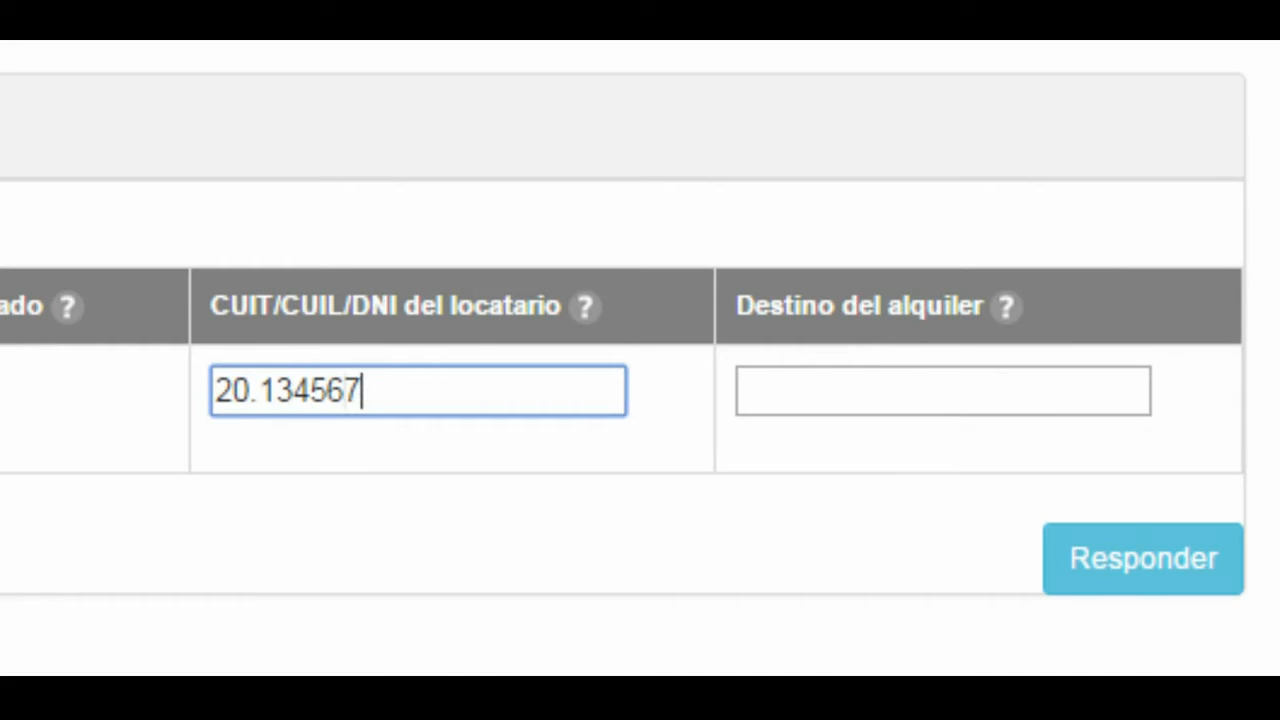 ado ?
CUIT/CUIL/DNI del locatario ?
Destino del alquiler ?
20.134567
Responder